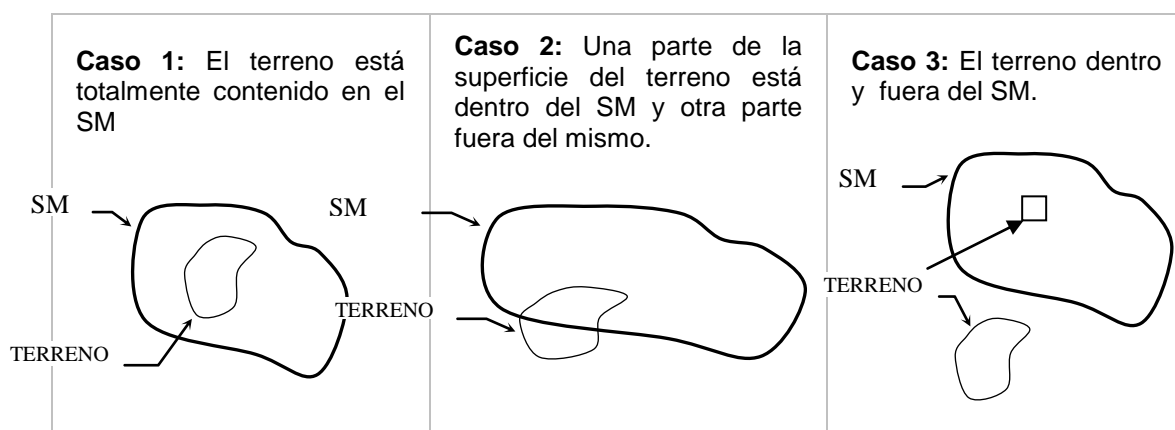 Caso 1: El terreno está
totalmente contenido en el
SM
SM
TERRENO
Caso 2: Una parte de la
superficie del terreno está
dentro del SM y otra parte
fuera del mismo.
SM
TERRENO
Caso 3: El terreno dentro
y fuera del SM.
SM
TERRENO